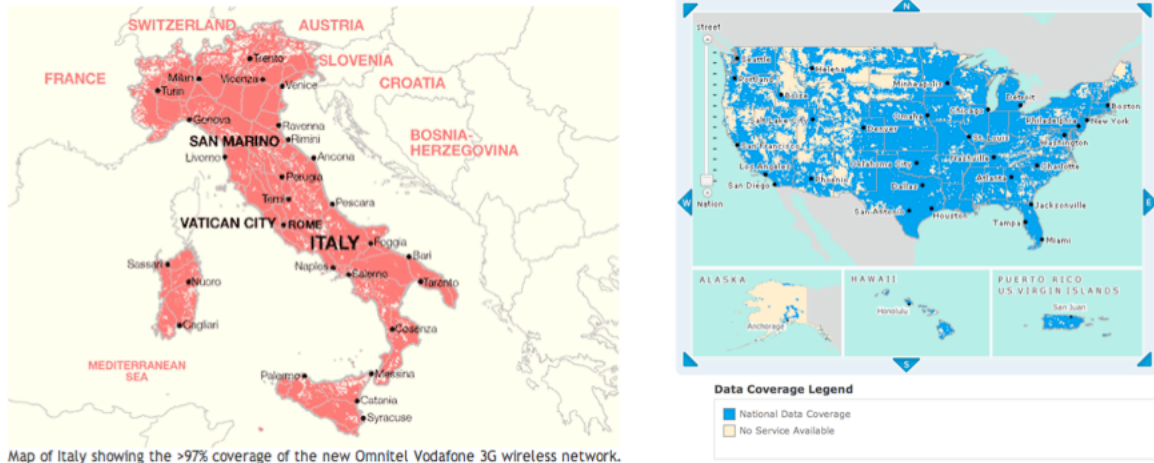 SWITZERLAND
AUSTRIA
Trento
SLOVENIA
FRANCE
Milan
Vicenza
Venice
CROATIA
Turin
Genova
Ravenna
SAN MARINO
Rimini
BOSNIA-
HERZEGOVINA
Livorno
Ancona
Perugia
Terni
Pescara
VATICAN CITY
ROME
ITALY
Foggia
Bari
Sassari
Naples
Salerno
Nuoro
Taranto
Cagliari
Cosenza
MEDITERRANEAN
SEA
Palermo
Messina
Catania
Syracuse
Map of Italy showing the >97% coverage of the new Omnitel Vodafone 3G wireless network.
N
Street
Seattle
Helena
Portland
Minneapolis
Boise
Detroit
Boston
Chicago
Omaha
Salt Lake City
Philadelphia
New York
Denver
St. Louis
Washington
San Francisco
Nashville
Charlotte
Los Angeles
Oklahoma City
Phoenix
Atlanta
San Diego
Dallas
Nation
W
E
San Antonio
Houston
Jacksonville
Tampa
Miami
ALASKA
HAWAII
PUERTO RICO
US VIRGIN ISLANDS
Honolulu
San Juan
Anchorage
S
Data Coverage Legend
National Data Coverage
No Service Available